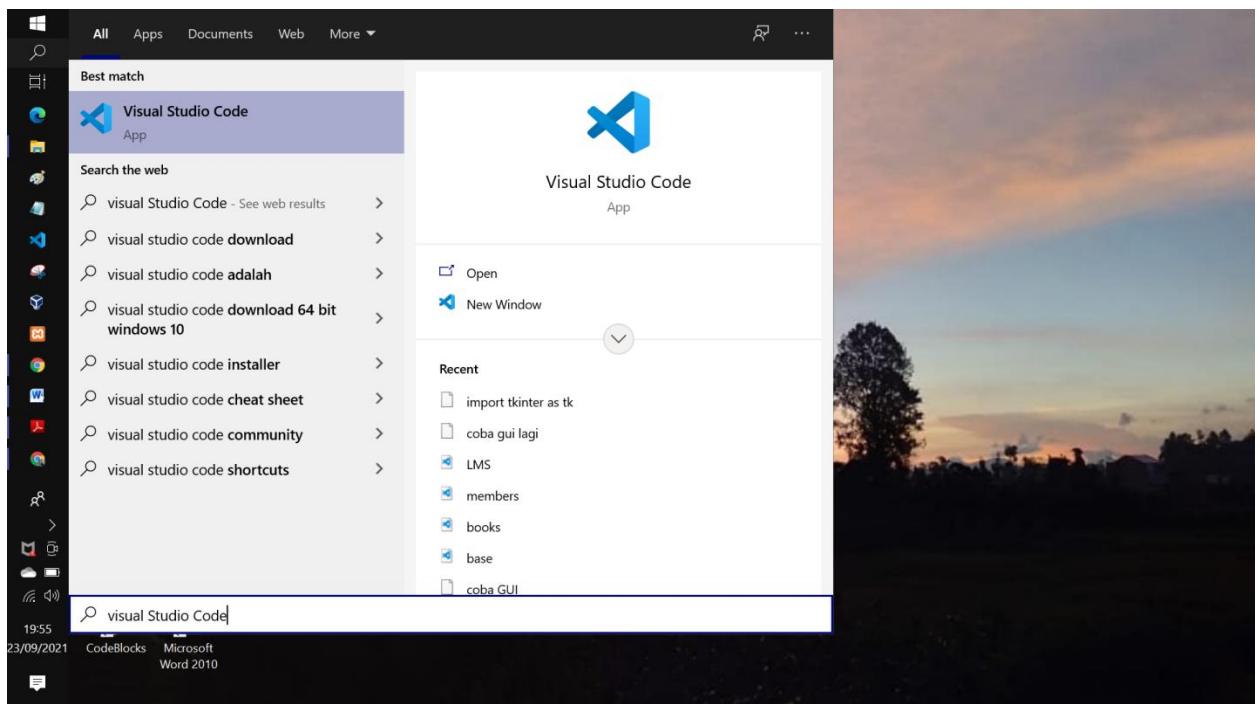 All Apps Documents Web More
Best match
Visual Studio Code
App
Search the web
visual Studio Code - See web results
visual studio code download
visual studio code adalah
visual studio code download 64 bit
windows 10
visual studio code installer
visual studio code cheat sheet
visual studio code community
visual studio code shortcuts
Visual Studio Code
App
Open
New Window
Recent
import tkinter as tk
coba gui lagi
LMS
members
books
base
coba GUI
visual Studio Code
19:55
23/09/2021
CodeBlocks
Microsoft
Word 2010